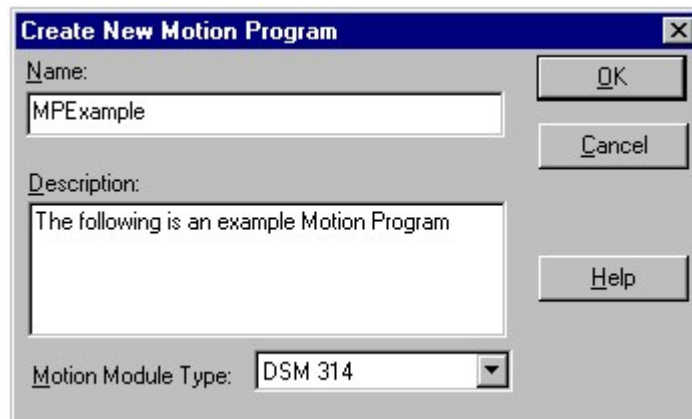 Create New Motion Program
Name:
MPExample
OK
Cancel
Description:
The following is an example Motion Program
Help
Motion Module Type: DSM 314